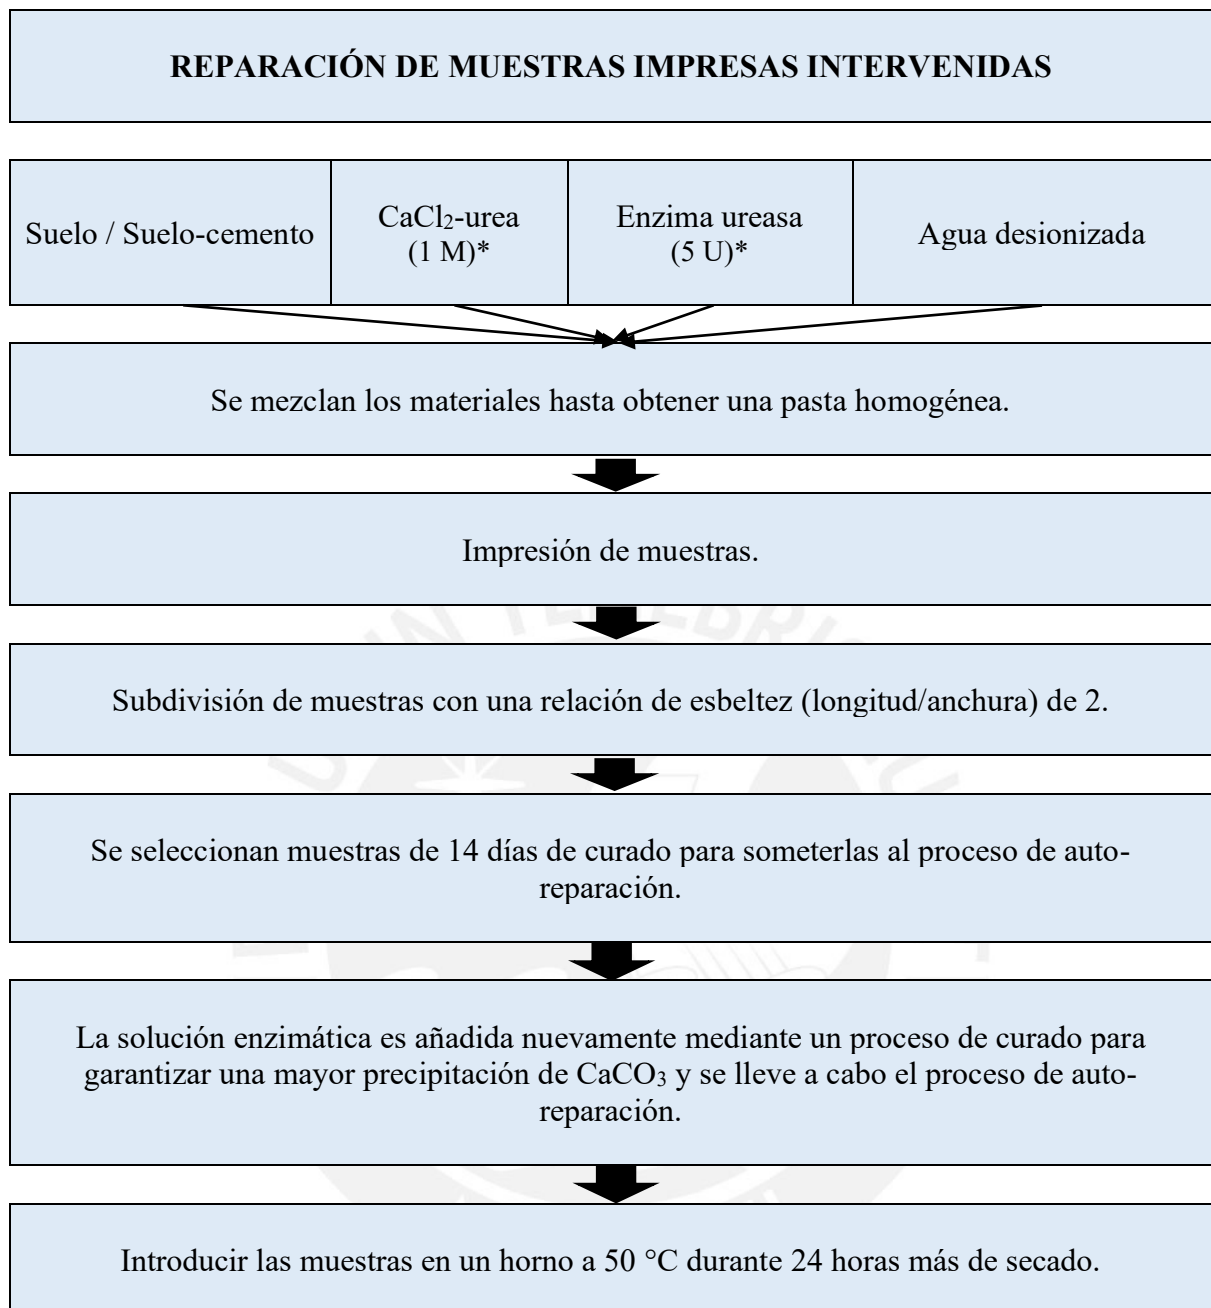 REPARACIÓN DE MUESTRAS IMPRESAS INTERVENIDAS
Suelo / Suelo-cemento
CaCl₂-urea
(1 M)*
Enzima ureasa
(5 U)*
Agua desionizada
Se mezclan los materiales hasta obtener una pasta homogénea.
Impresión de muestras.
Subdivisión de muestras con una relación de esbeltez (longitud/anchura) de 2.
Se seleccionan muestras de 14 días de curado para someterlas al proceso de auto-
reparación.
La solución enzimática es añadida nuevamente mediante un proceso de curado para
garantizar una mayor precipitación de CaCO₃ y se lleve a cabo el proceso de auto-
reparación.
Introducir las muestras en un horno a 50 °C durante 24 horas más de secado.